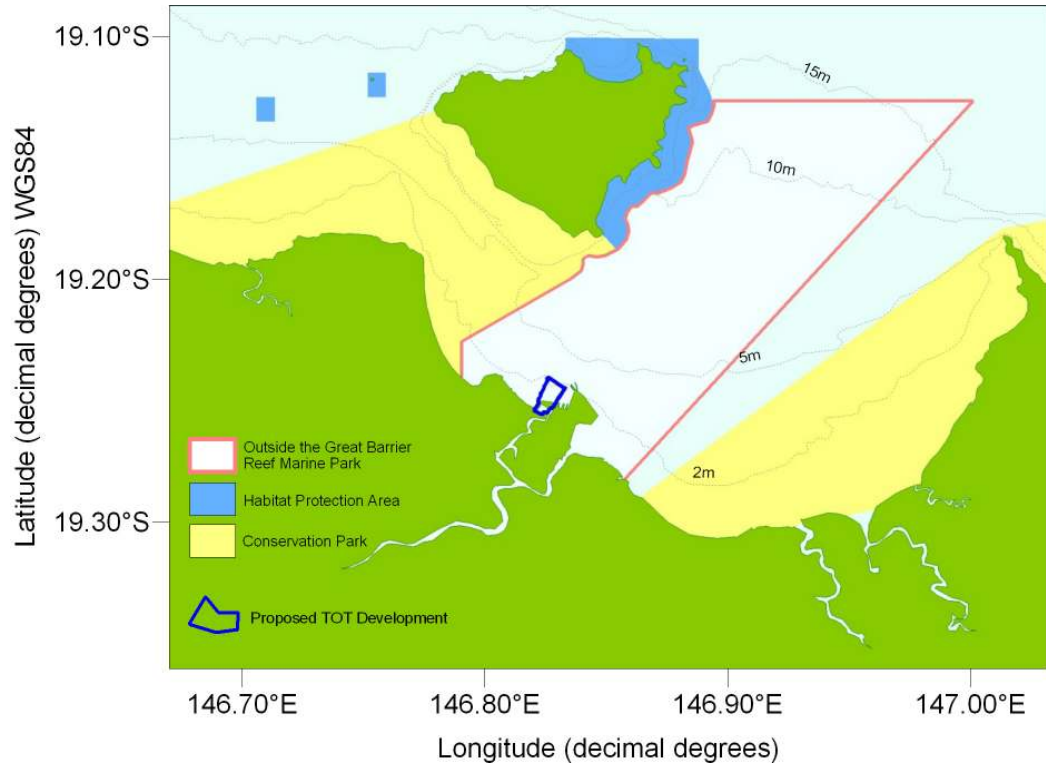 19.10°S
19.20°S
19.30°S
Latitude (decimal degrees) WGS84
15m
10m
5m
2m
Outside the Great Barrier
Reef Marine Park
Habitat Protection Area
Conservation Park
Proposed TOT Development
146.70°E
146.80°E
146.90°E
147.00°E
Longitude (decimal degrees)